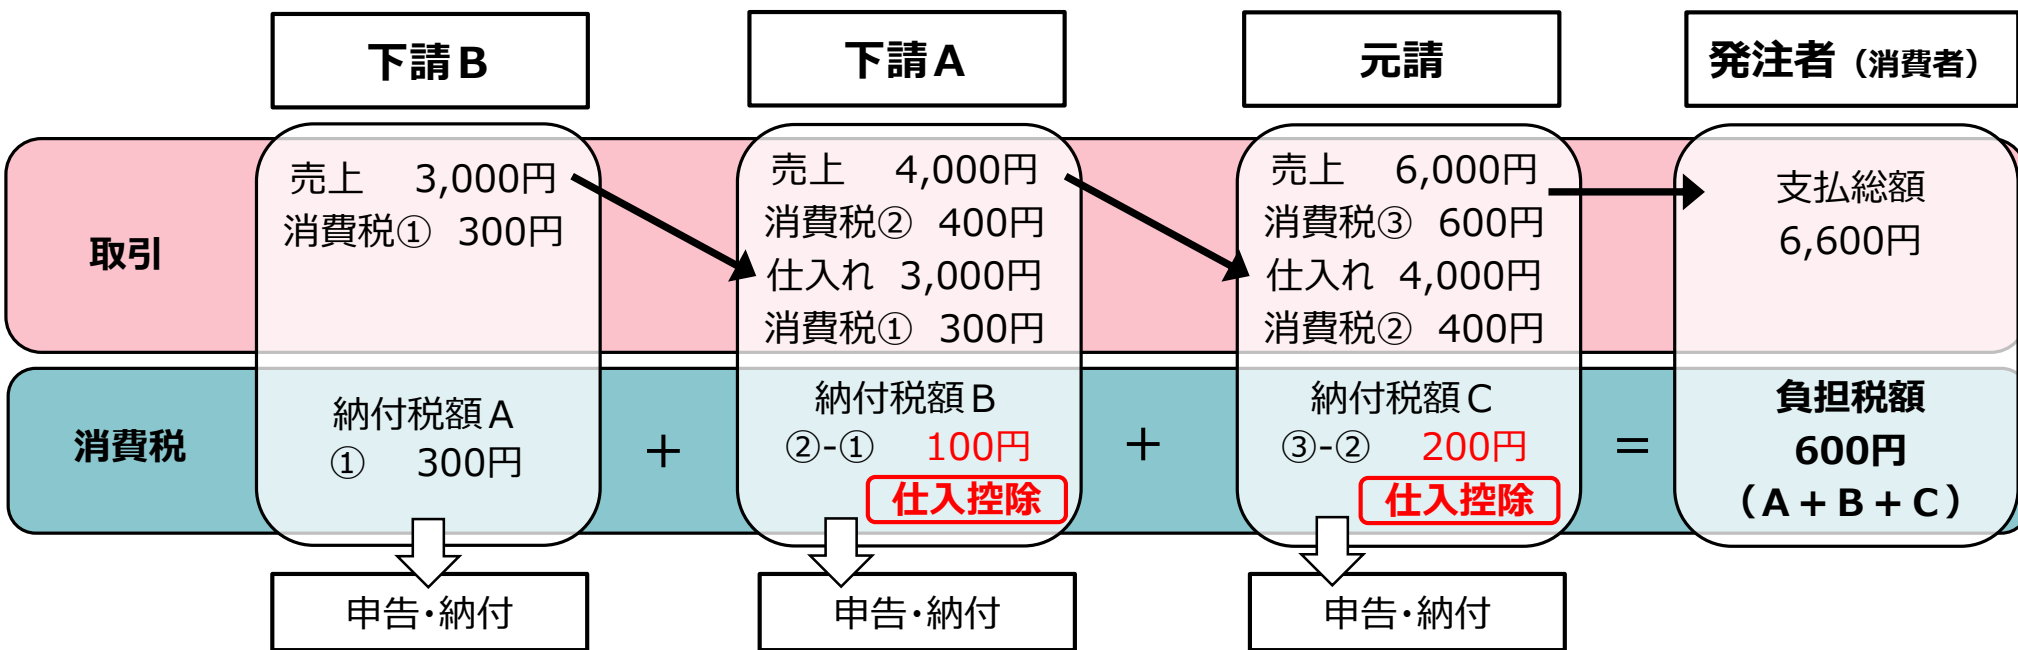 下請B
下請A
元請
発注者（消費者）
取引
売上 3,000円
消費税① 300円
売上 4,000円
消費税② 400円
仕入れ 3,000円
消費税① 300円
売上 6,000円
消費税③ 600円
仕入れ 4,000円
消費税② 400円
支払総額
6,600円
消費税
納付税額A
① 300円
+
納付税額B
②-① 100円
仕入控除
+
納付税額C
③-② 200円
仕入控除
=
負担税額
600円
（A+B+C）
申告・納付
申告・納付
申告・納付